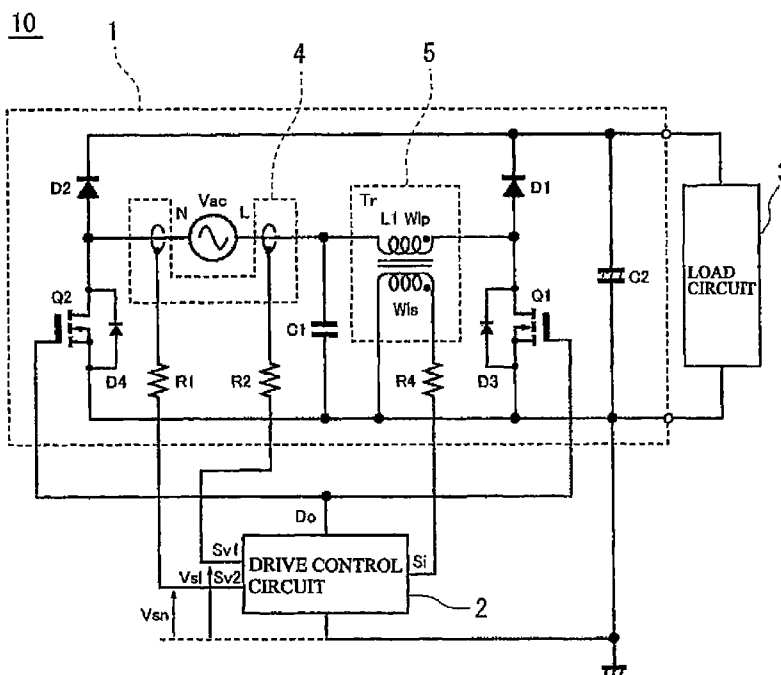 10
1
4
5
D2
N
Vac
L
Tr
L1 Wlp
D1
LOAD
CIRCUIT
Q2
Wls
Q1
C2
C1
D4
R1
R2
R4
D3
Do
Sv1
DRIVE CONTROL
CIRCUIT
Si
Vsl
Sv2
Vsn
2